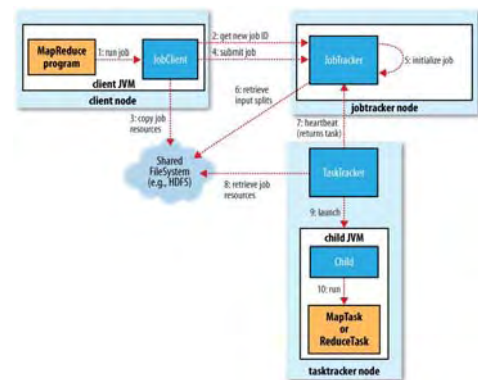 MapReduce
program
1: run job
JobClient
client JVM
client node
2: get new job ID
4: submit job
JobTracker
5: initialize job
jobtracker node
3: copy job
resources
6: retrieve
input splits
7: heartbeat
(returns task)
Shared
FileSystem
(e.g., HDFS)
8: retrieve job
resources
TaskTracker
9: launch
child JVM
Child
10: run
MapTask
or
ReduceTask
tasktracker node